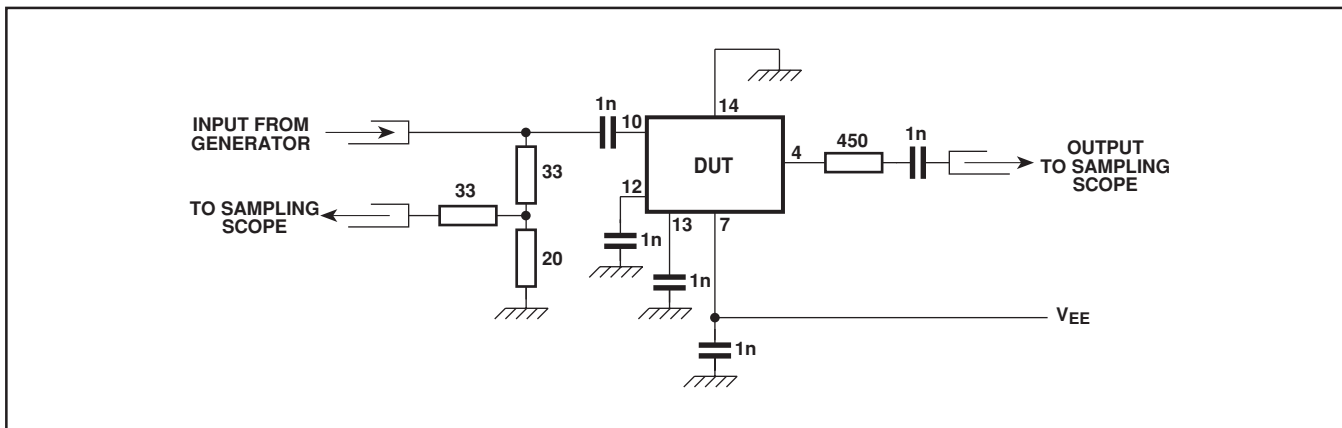 INPUT FROM
GENERATOR
1n
10
14
33
12
DUT
4
450
1n
OUTPUT
TO SAMPLING
SCOPE
TO SAMPLING
SCOPE
33
20
1n
13
1n
7
VEE
1n